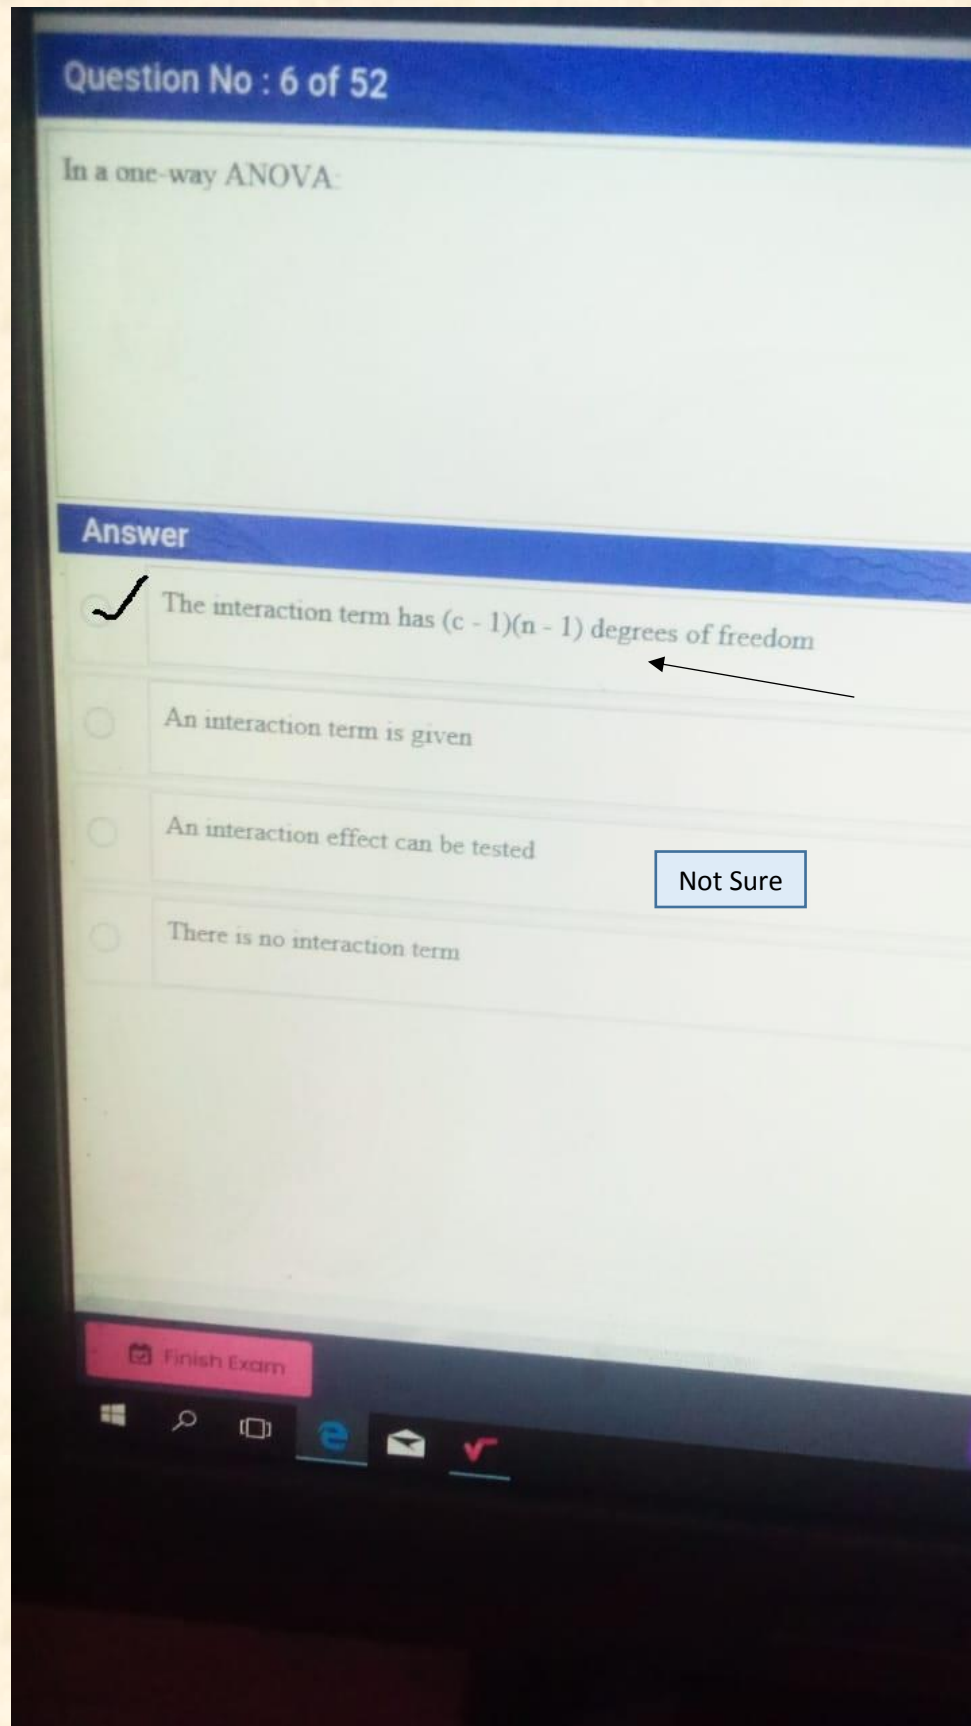 Question No : 6 of 52
In a one-way ANOVA:
Answer
The interaction term has (c - 1)(n - 1) degrees of freedom
An interaction term is given
An interaction effect can be tested
Not Sure
There is no interaction term
Finish Exam